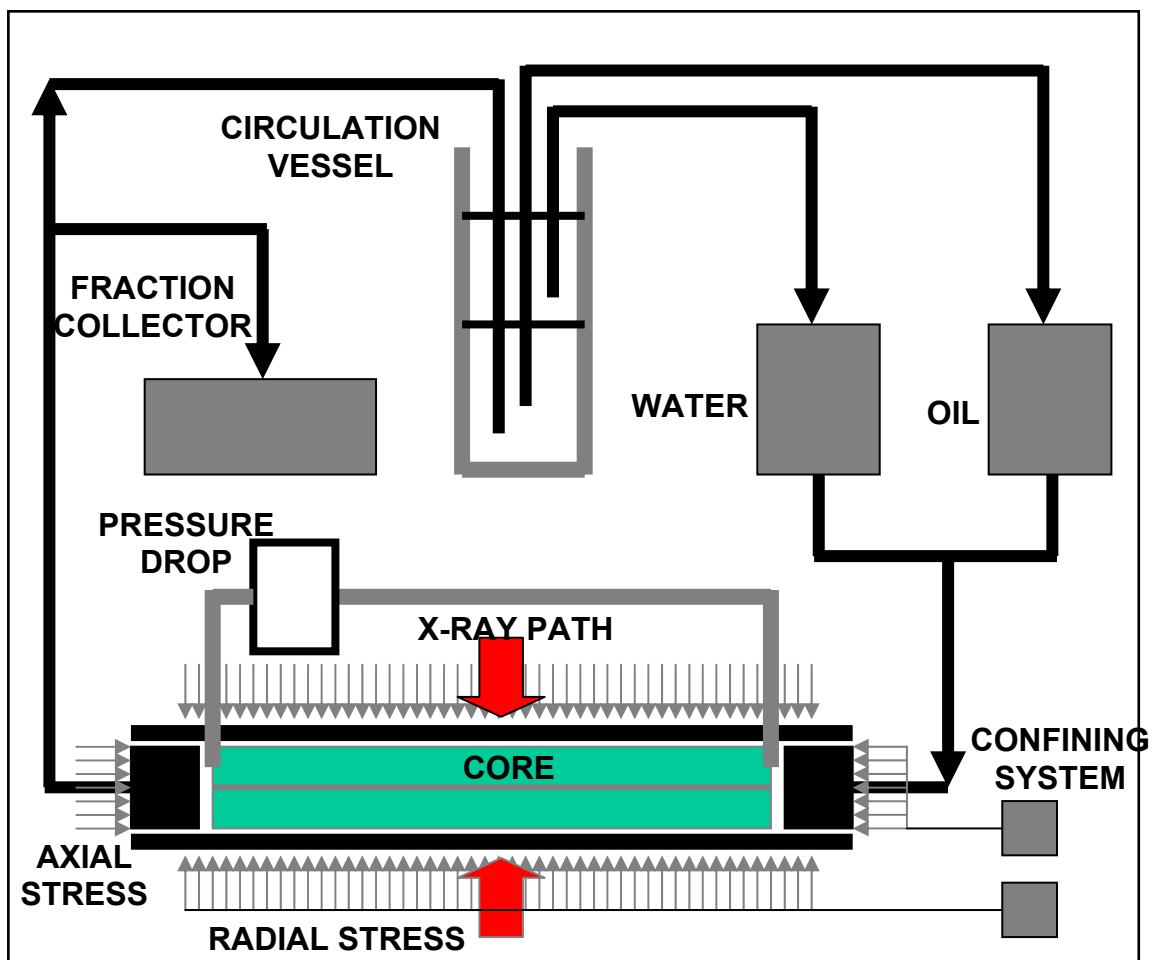 CIRCULATION
VESSEL
FRACTION
COLLECTOR
WATER
OIL
PRESSURE
DROP
X-RAY PATH
CORE
CONFINING
SYSTEM
AXIAL
STRESS
RADIAL STRESS